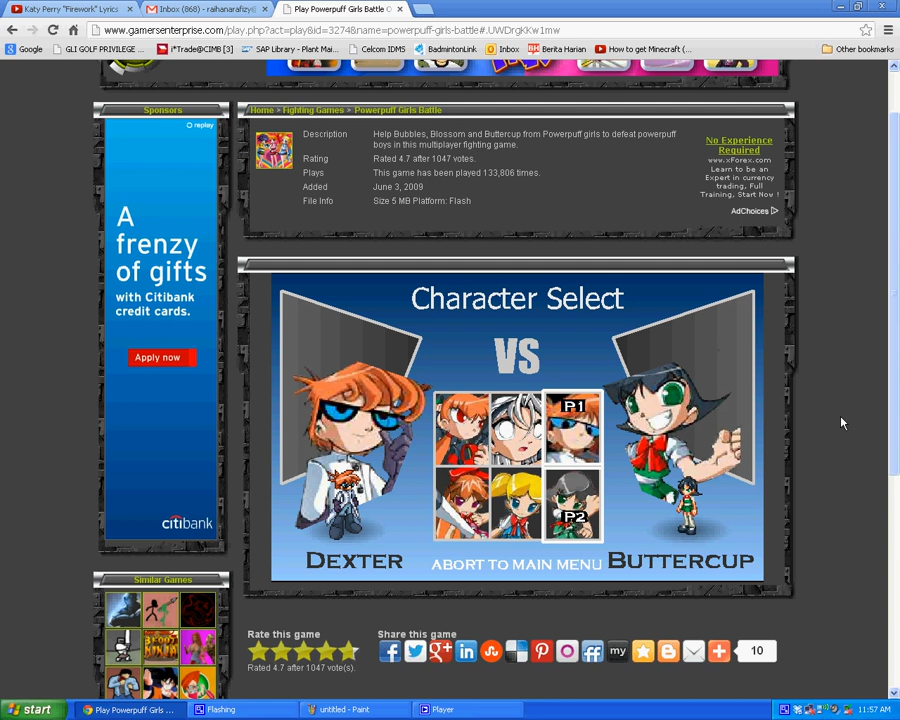 Katy Perry "Firework" Lyrics
Inbox (868) - raihanarafizy@
Play Powerpuff Girls Battle O
www.gamersenterprise.com/play.php?act=play&id=3274&name=powerpuff-girls-battle#.UWDrgKKw1mw
Google
GLI GOLF PRIVILEGE ...
i*Trade@CIMB [3]
SAP Library - Plant Mai...
Celcom IDMS
BadmintonLink
Inbox
Berita Harian
How to get Minecraft (...
Other bookmarks
Sponsors
replay
A
frenzy
of gifts
with Citibank
credit cards.
Apply now
citibank
Home > Fighting Games > Powerpuff Girls Battle
Description Help Bubbles, Blossom and Buttercup from Powerpuff girls to defeat powerpuff
boys in this multiplayer fighting game.
Rating Rated 4.7 after 1047 votes.
Plays This game has been played 133,806 times.
Added June 3, 2009
File Info Size 5 MB Platform: Flash
No Experience
Required
www.xForex.com
Learn to be an
Expert in currency
trading, Full
Training, Start Now !
AdChoices
Character Select
VS
P1
P2
DEXTER
ABORT TO MAIN MENU
BUTTERCUP
Similar Games
Rate this game
Rated 4.7 after 1047 vote(s).
Share this game
my
10
start
Play Powerpuff Girls ...
Flashing
untitled - Paint
Player
11:57 AM